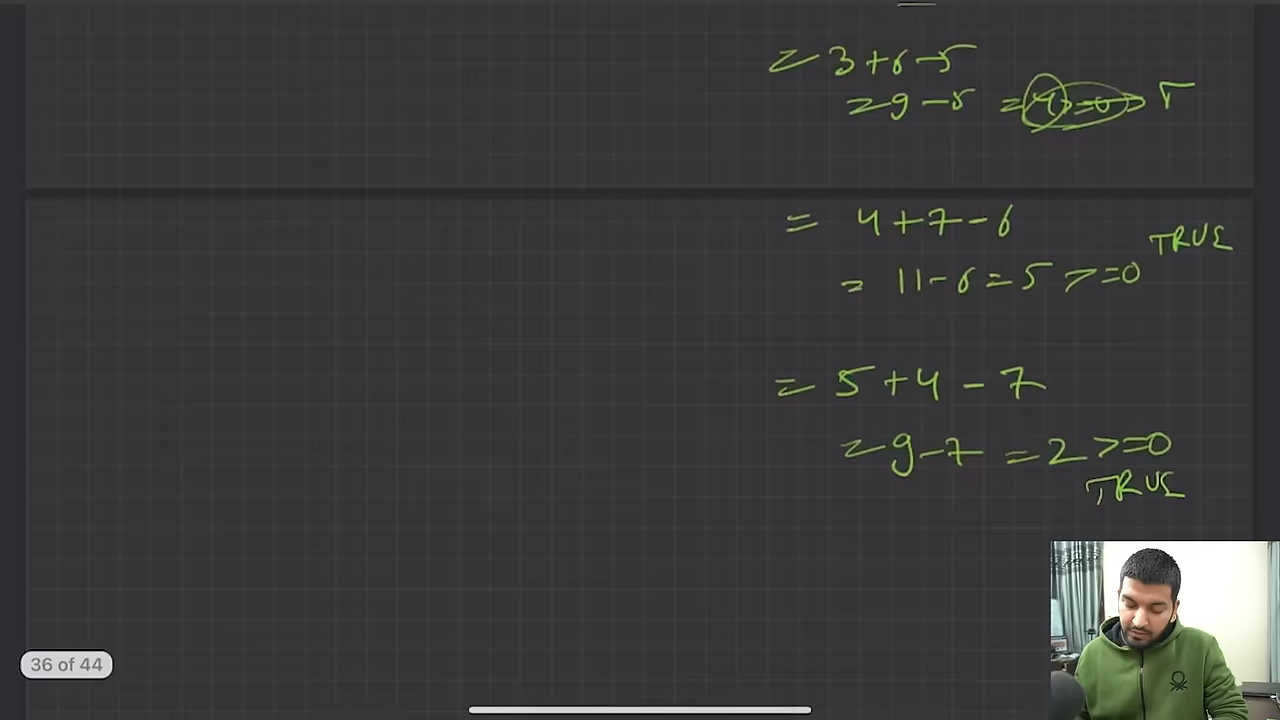 = 3+6-5
= 9-5 = 4>=0 → T
= 4+7-6
TRUE
= 11-6=5 >=0
= 5+4-7
= 9-7 =2>=0
TRUE
36 of 44